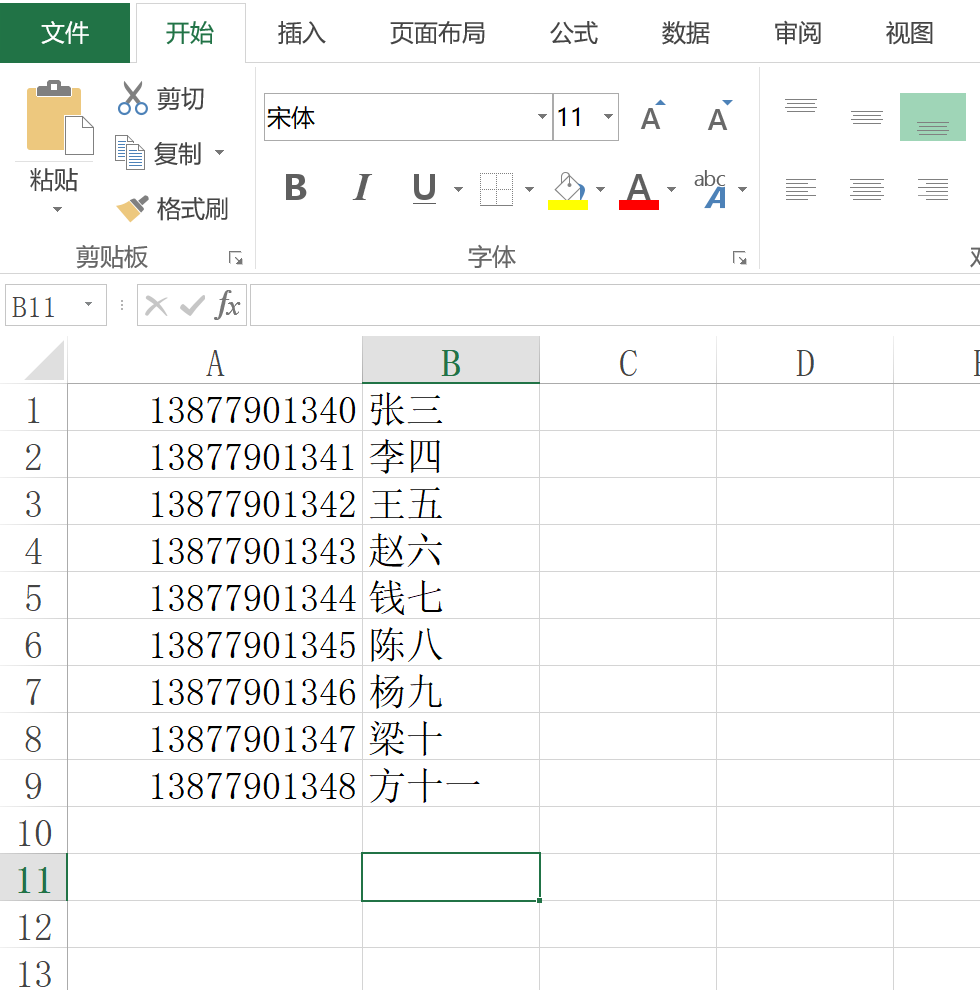 文件 开始 插入 页面布局 公式 数据 审阅 视图
剪切
宋体 11 A A
复制
粘贴
B I U A abc A
格式刷
剪贴板 字体
B11 fx
A B C D
1 13877901340 张三
2 13877901341 李四
3 13877901342 王五
4 13877901343 赵六
5 13877901344 钱七
6 13877901345 陈八
7 13877901346 杨九
8 13877901347 梁十
9 13877901348 方十一
10
11
12
13